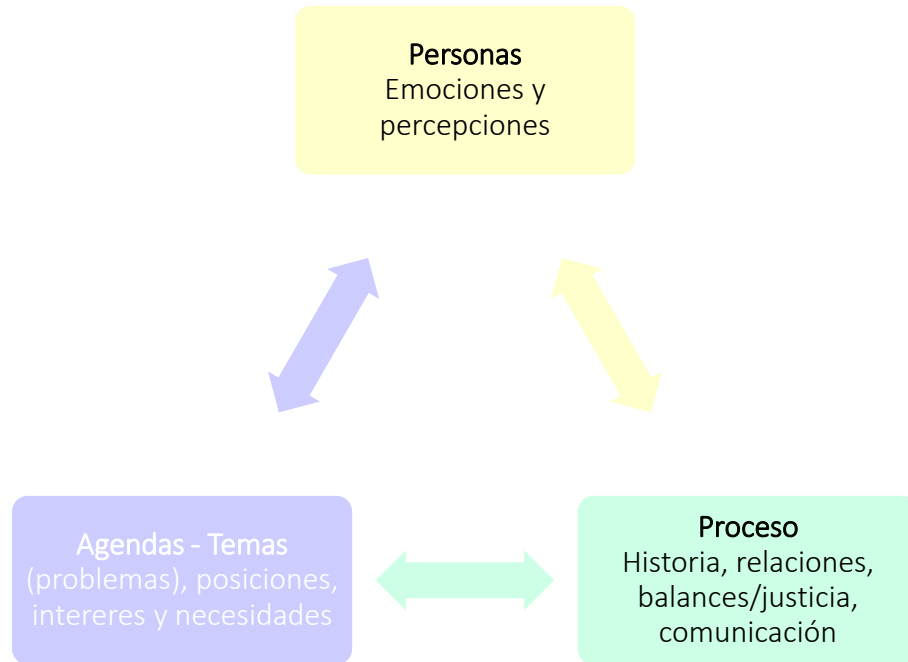 Personas
Emociones y
percepciones
Agendas - Temas
(problemas), posiciones,
intereres y necesidades
Proceso
Historia, relaciones,
balances/justicia,
comunicación